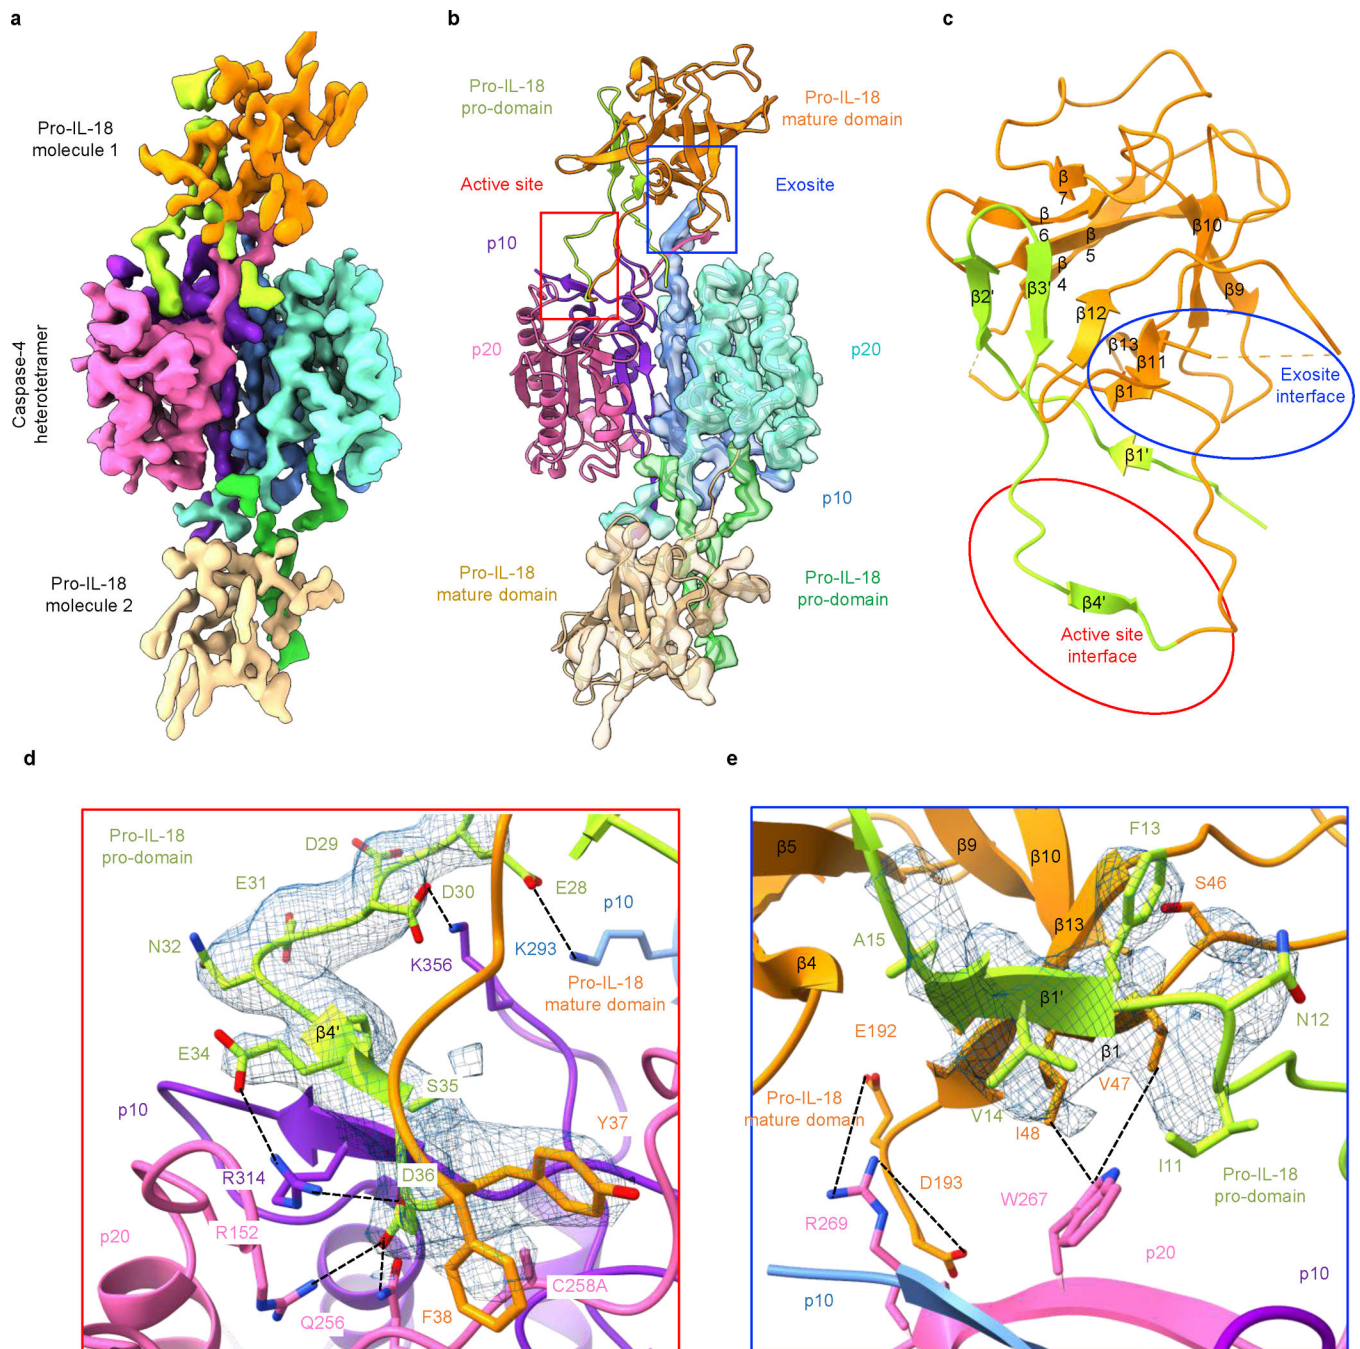 a
b
c
Pro-IL-18
molecule 1
Caspase-4
heterotetramer
Pro-IL-18
molecule 2
Pro-IL-18
pro-domain
Pro-IL-18
mature domain
Active site
Exosite
p10
p20
p20
p10
Pro-IL-18
mature domain
Pro-IL-18
pro-domain
β
7
β
6
β
5
β10
β2'
β3'
β
4
β9
β12
β13
β11
β1
Exosite
interface
β1'
β4'
Active site
interface
d
e
Pro-IL-18
pro-domain
D29
E31
D30
E28
p10
N32
K356
K293
Pro-IL-18
mature domain
β4'
E34
S35
p10
Y37
R314
D36
R152
p20
C258A
Q256
F38
β5
β9
β10
F13
S46
A15
β13
β4
β1'
N12
E192
β1
V47
Pro-IL-18
mature domain
V14
I48
I11
D193
Pro-IL-18
pro-domain
W267
R269
p20
p10
p10